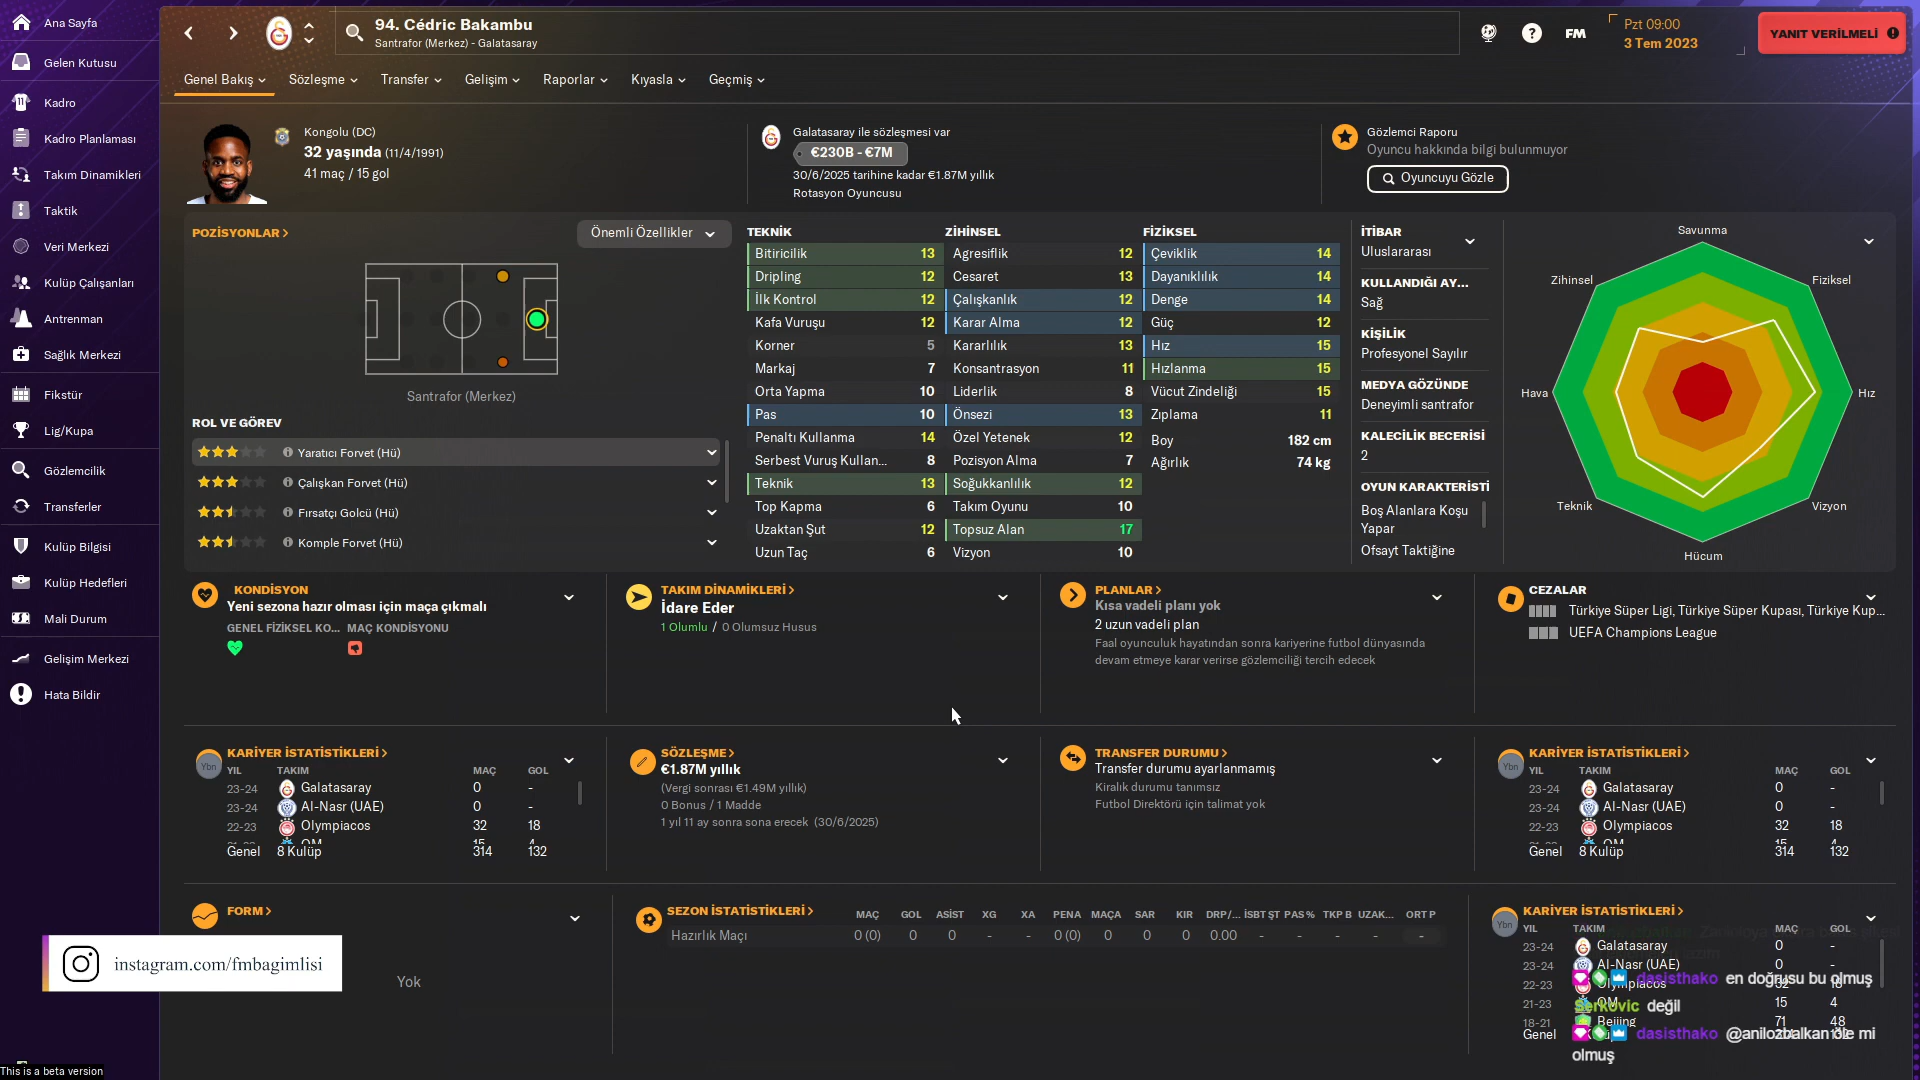 Ana Sayfa
Gelen Kutusu
Kadro
Kadro Planlaması
Takım Dinamikleri
Taktik
Veri Merkezi
Kulüp Çalışanları
Antrenman
Sağlık Merkezi
Fikstür
Lig/Kupa
Gözlemcilik
Transferler
Kulüp Bilgisi
Kulüp Hedefleri
Mali Durum
Gelişim Merkezi
Hata Bildir
This is a beta version
94. Cédric Bakambu
Santrafor (Merkez) - Galatasaray
FM
Pzt 09:00
3 Tem 2023
YANIT VERİLMELİ
Genel Bakış
Sözleşme
Transfer
Gelişim
Raporlar
Kıyasla
Geçmiş
Kongolu (DC)
32 yaşında (11/4/1991)
41 maç / 15 gol
Galatasaray ile sözleşmesi var
€230B - €7M
30/6/2025 tarihine kadar €1.87M yıllık
Rotasyon Oyuncusu
Gözlemci Raporu
Oyuncu hakkında bilgi bulunmuyor
Oyuncuyu Gözle
POZİSYONLAR >
Önemli Özellikler
Santrafor (Merkez)
ROL VE GÖREV
Yaratıcı Forvet (Hü)
Çalışkan Forvet (Hü)
Fırsatçı Golcü (Hü)
Komple Forvet (Hü)
TEKNİK
Bitiricilik 13
Dripling 12
İlk Kontrol 12
Kafa Vuruşu 12
Korner 5
Markaj 7
Orta Yapma 10
Pas 10
Penaltı Kullanma 14
Serbest Vuruş Kullan... 8
Teknik 13
Top Kapma 6
Uzaktan Şut 12
Uzun Taç 6
ZİHİNSEL
Agresiflik 12
Cesaret 13
Çalışkanlık 12
Karar Alma 12
Kararlılık 13
Konsantrasyon 11
Liderlik 8
Önsezi 13
Özel Yetenek 12
Pozisyon Alma 7
Soğukkanlılık 12
Takım Oyunu 10
Topsuz Alan 17
Vizyon 10
FİZİKSEL
Çeviklik 14
Dayanıklılık 14
Denge 14
Güç 12
Hız 15
Hızlanma 15
Vücut Zindeliği 15
Zıplama 11
Boy 182 cm
Ağırlık 74 kg
İTİBAR
Uluslararası
KULLANDIĞI AY...
Sağ
KİŞİLİK
Profesyonel Sayılır
MEDYA GÖZÜNDE
Deneyimli santrafor
KALECİLİK BECERİSİ
2
OYUN KARAKTERİSTİ
Boş Alanlara Koşu
Yapar
Ofsayt Taktiğine
Savunma
Zihinsel
Fiziksel
Hava
Hız
Teknik
Vizyon
Hücum
KONDİSYON
Yeni sezona hazır olması için maça çıkmalı
GENEL FİZİKSEL KO... MAÇ KONDİSYONU
TAKIM DİNAMİKLERİ >
İdare Eder
1 Olumlu / 0 Olumsuz Husus
PLANLAR >
Kısa vadeli planı yok
2 uzun vadeli plan
Faal oyunculuk hayatından sonra kariyerine futbol dünyasında
devam etmeye karar verirse gözlemciliği tercih edecek
CEZALAR
Türkiye Süper Ligi, Türkiye Süper Kupası, Türkiye Kup...
UEFA Champions League
Ybn
KARİYER İSTATİSTİKLERİ >
YIL TAKIM MAÇ GOL
23-24 Galatasaray 0 -
23-24 Al-Nasr (UAE) 0 -
22-23 Olympiacos 32 18
Genel 8 Kulüp 314 132
SÖZLEŞME >
€1.87M yıllık
(Vergi sonrası €1.49M yıllık)
0 Bonus / 1 Madde
1 yıl 11 ay sonra sona erecek (30/6/2025)
TRANSFER DURUMU >
Transfer durumu ayarlanmamış
Kiralık durumu tanımsız
Futbol Direktörü için talimat yok
Ybn
KARİYER İSTATİSTİKLERİ >
YIL TAKIM MAÇ GOL
23-24 Galatasaray 0 -
23-24 Al-Nasr (UAE) 0 -
22-23 Olympiacos 32 18
Genel 8 Kulüp 314 132
FORM >
Yok
instagram.com/fmbagimlisi
SEZON İSTATİSTİKLERİ >
MAÇ GOL ASİST XG XA PENA MAÇA SAR KIR DRP/... İSBT ŞT PAS % TKP B UZAK... ORT P
Hazırlık Maçı 0 (0) 0 0 - - 0 (0) 0 0 0 0.00 - - - - -
Ybn
KARİYER İSTATİSTİKLERİ >
YIL TAKIM MAÇ GOL
23-24 Galatasaray 0 -
23-24 Al-Nasr (UAE) 0 -
dasisthako en doğrusu bu olmuş
22-23 Olympiacos
21-23 OM 15 4
Serkovic değil
18-21 Beijing 71 48
Genel
dasisthako @anilozbalkan öle mi
olmuş